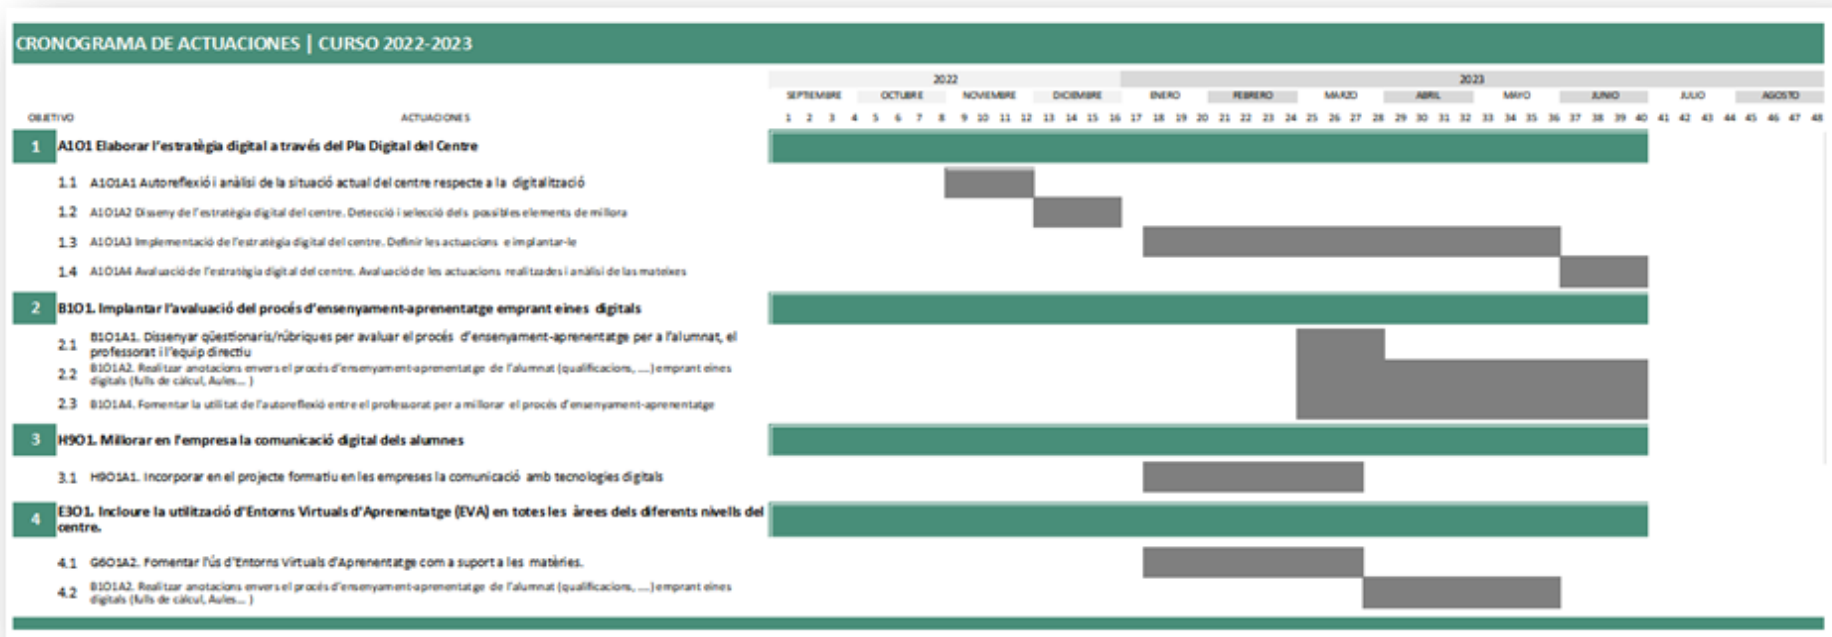 CRONOGRAMA DE ACTUACIONES | CURSO 2022-2023
2022 2023
SEPTIEMBRE OCTUBRE NOVIEMBRE DICIEMBRE ENERO FEBRERO MARZO ABRIL MAYO JUNIO JULIO AGOSTO
OBJETIVO ACTUACIONES 1 2 3 4 5 6 7 8 9 10 11 12 13 14 15 16 17 18 19 20 21 22 23 24 25 26 27 28 29 30 31 32 33 34 35 36 37 38 39 40 41 42 43 44 45 46 47 48
1 A1O1 Elaborar l'estratègia digital a través del Pla Digital del Centre
1.1 A1O1A1 Autoreflexió i anàlisi de la situació actual del centre respecte a la digitalització
1.2 A1O1A2 Disseny de l'estratègia digital del centre. Detecció i selecció dels possibles elements de millora
1.3 A1O1A3 Implementació de l'estratègia digital del centre. Definir les actuacions e implantar-le
1.4 A1O1A4 Avaluació de l'estratègia digital del centre. Avaluació de les actuacions realitzades i anàlisi de las mateixes
2 B1O1. Implantar l'avaluació del procés d'ensenyament-aprenentatge emprant eines digitals
2.1 B1O1A1. Dissenyar qüestionaris/rúbriques per avaluar el procés d'ensenyament-aprenentatge per a l'alumnat, el
professorat i l'equip directiu
2.2 B1O1A2. Realitzar anotacions envers el procés d'ensenyament-aprenentatge de l'alumnat (qualificacions, ....) emprant eines
digitals (fulls de càlcul, Aules... )
2.3 B1O1A4. Fomentar la utilitat de l'autoreflexió entre el professorat per a millorar el procés d'ensenyament-aprenentatge
3 H9O1. Millorar en l'empresa la comunicació digital dels alumnes
3.1 H9O1A1. Incorporar en el projecte formatiu en les empreses la comunicació amb tecnologies digitals
4 E3O1. Incloure la utilització d'Entorns Virtuals d'Aprenentatge (EVA) en totes les àrees dels diferents nivells del
centre.
4.1 G6O1A2. Fomentar l'ús d'Entorns Virtuals d'Aprenentatge com a suport a les matèries.
4.2 B1O1A2. Realitzar anotacions envers el procés d'ensenyament-aprenentatge de l'alumnat (qualificacions, ....) emprant eines
digitals (fulls de càlcul, Aules... )